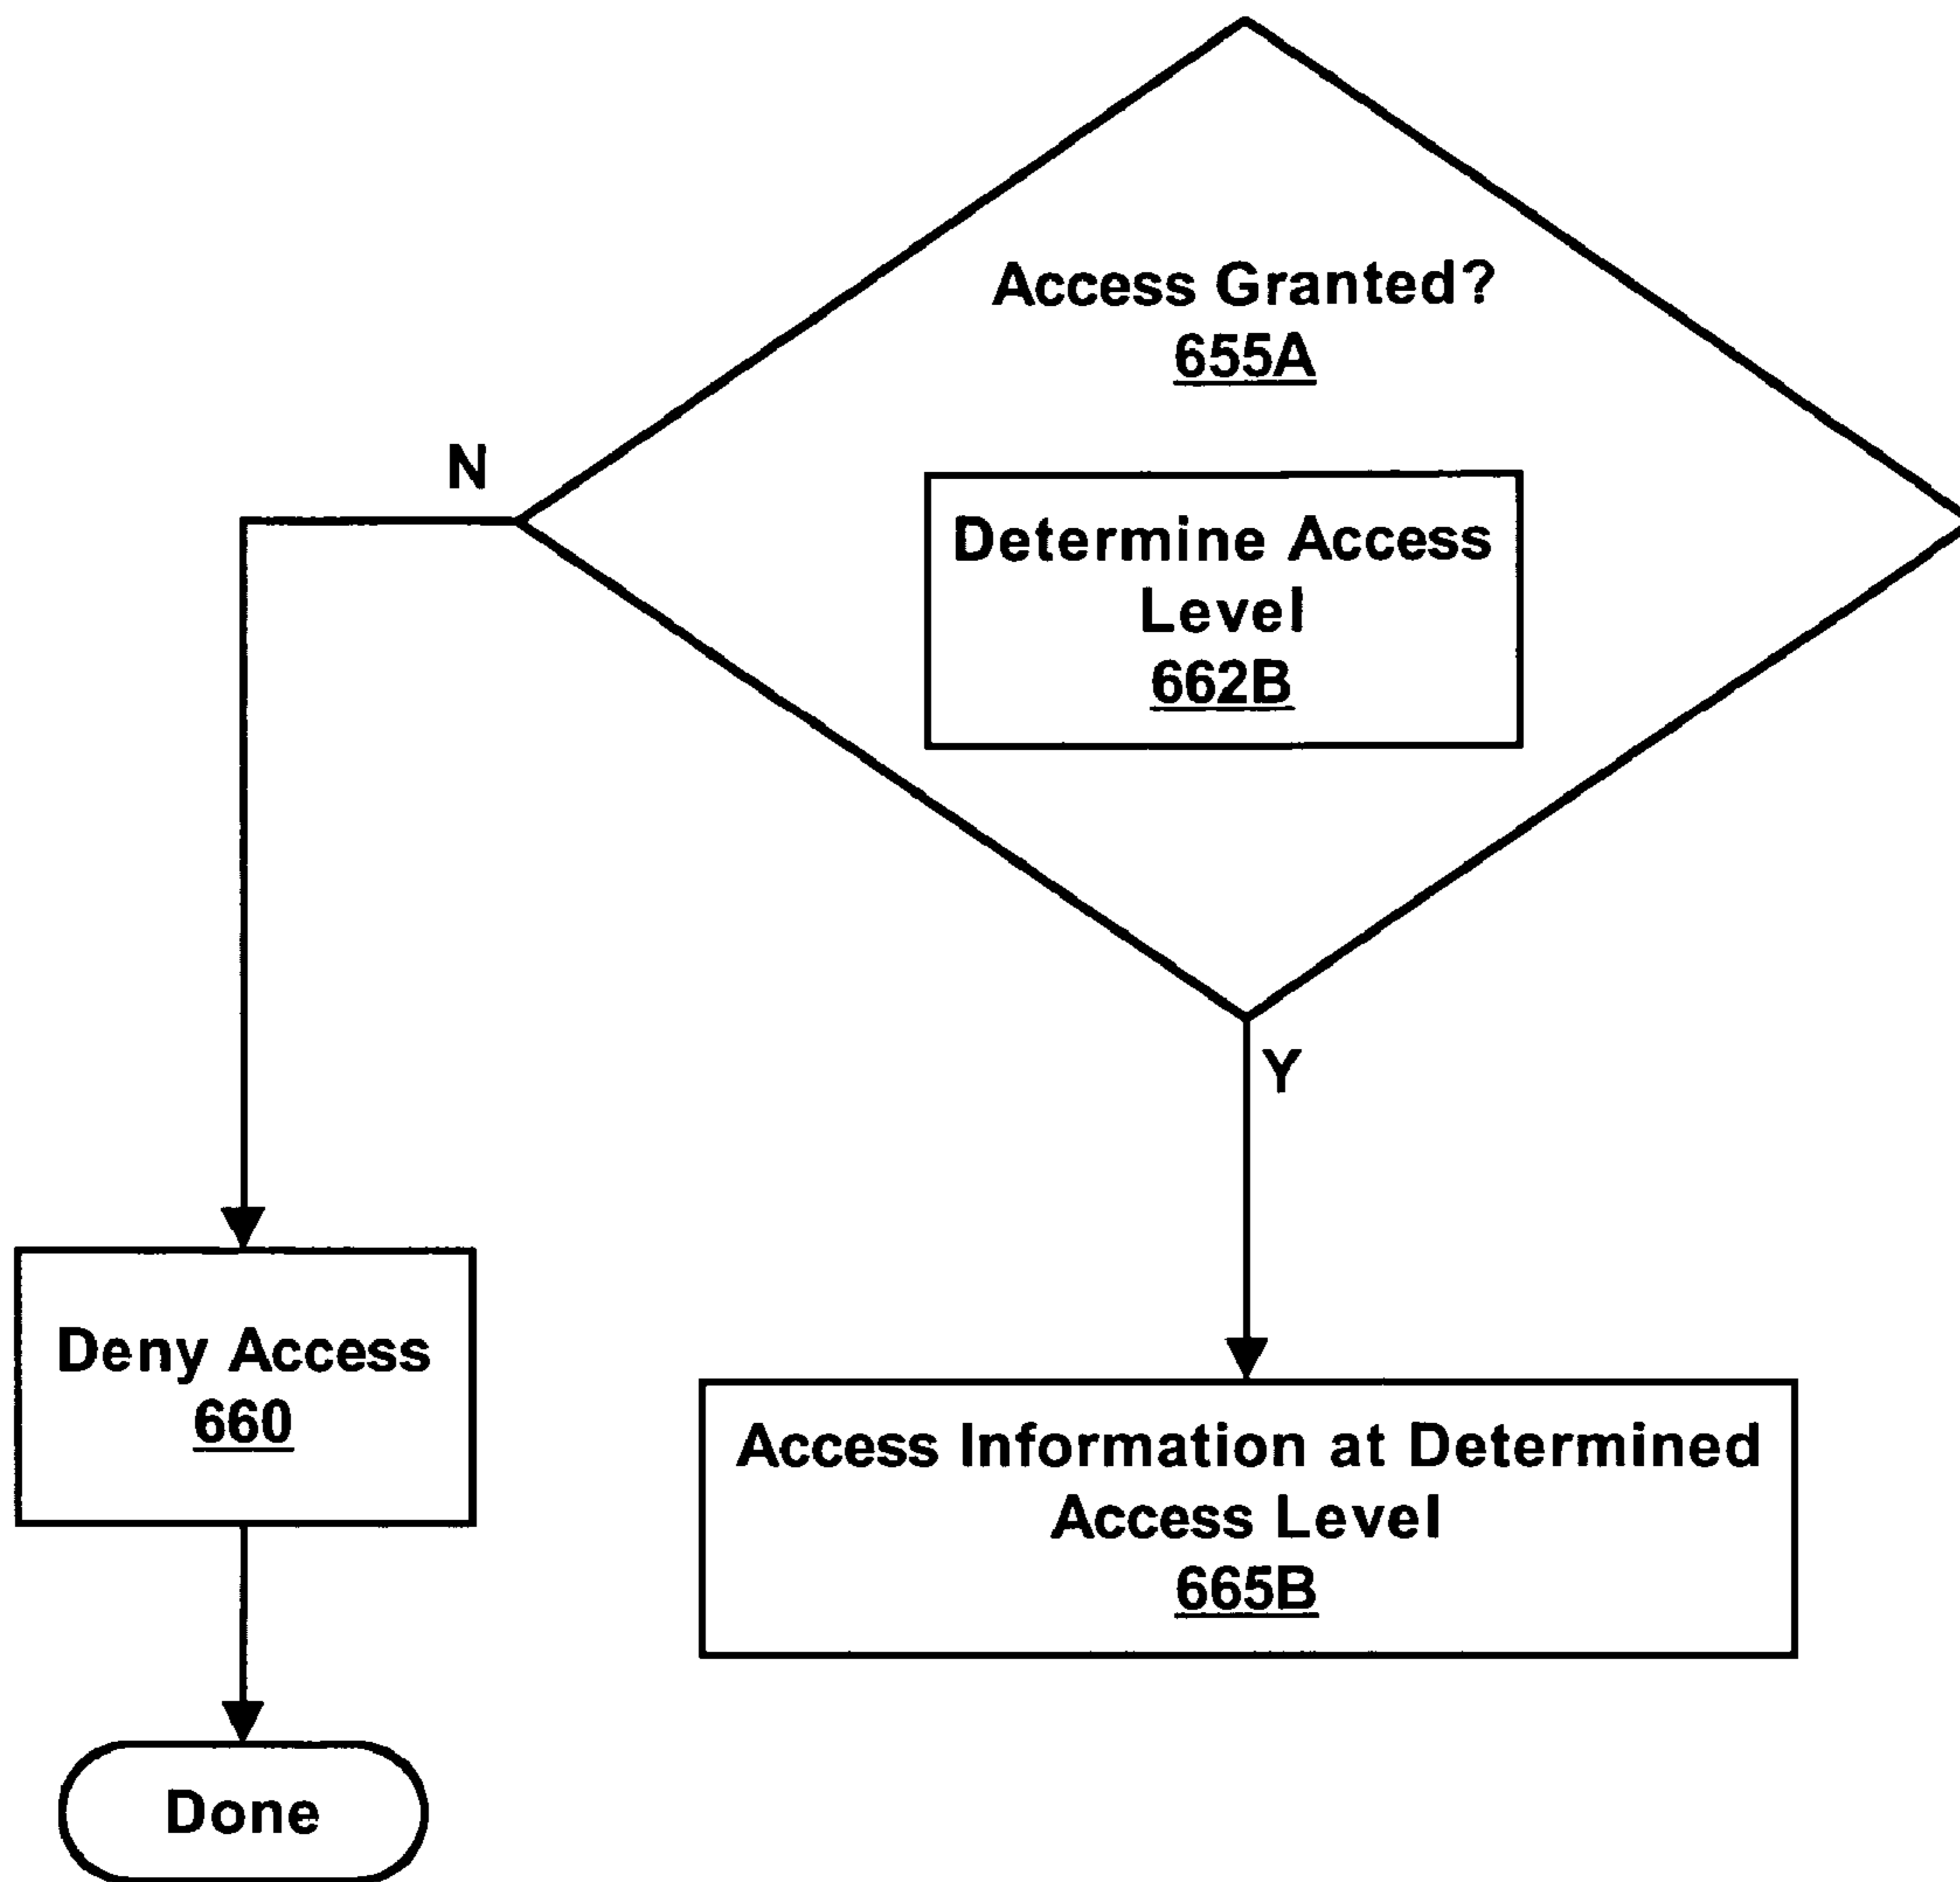 Access Granted?
655A
N
Determine Access
Level
662B
Y
Deny Access
660
Access Information at Determined
Access Level
665B
Done